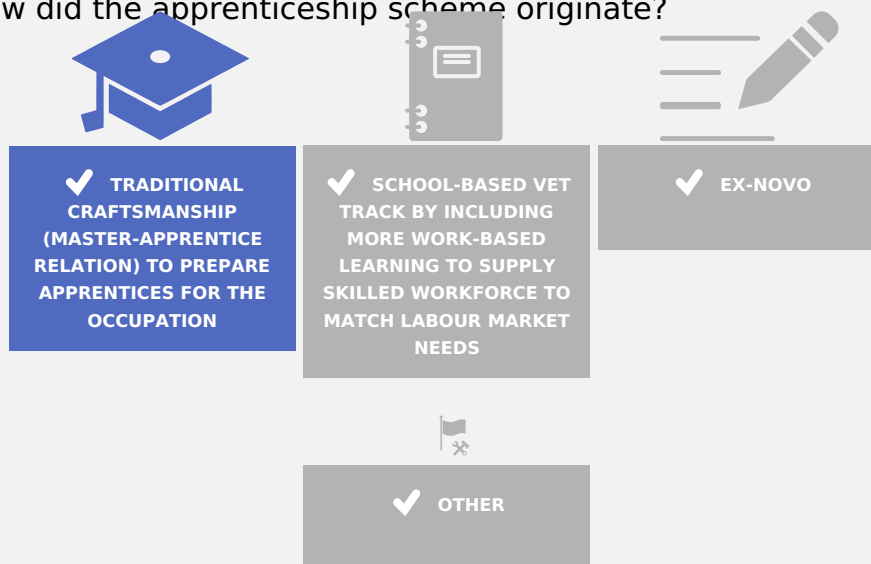 w did the apprenticeship scheme originate?
TRADITIONAL
CRAFTSMANSHIP
(MASTER-APPRENTICE
RELATION) TO PREPARE
APPRENTICES FOR THE
OCCUPATION
SCHOOL-BASED VET
TRACK BY INCLUDING
MORE WORK-BASED
LEARNING TO SUPPLY
SKILLED WORKFORCE TO
MATCH LABOUR MARKET
NEEDS
EX-NOVO
OTHER